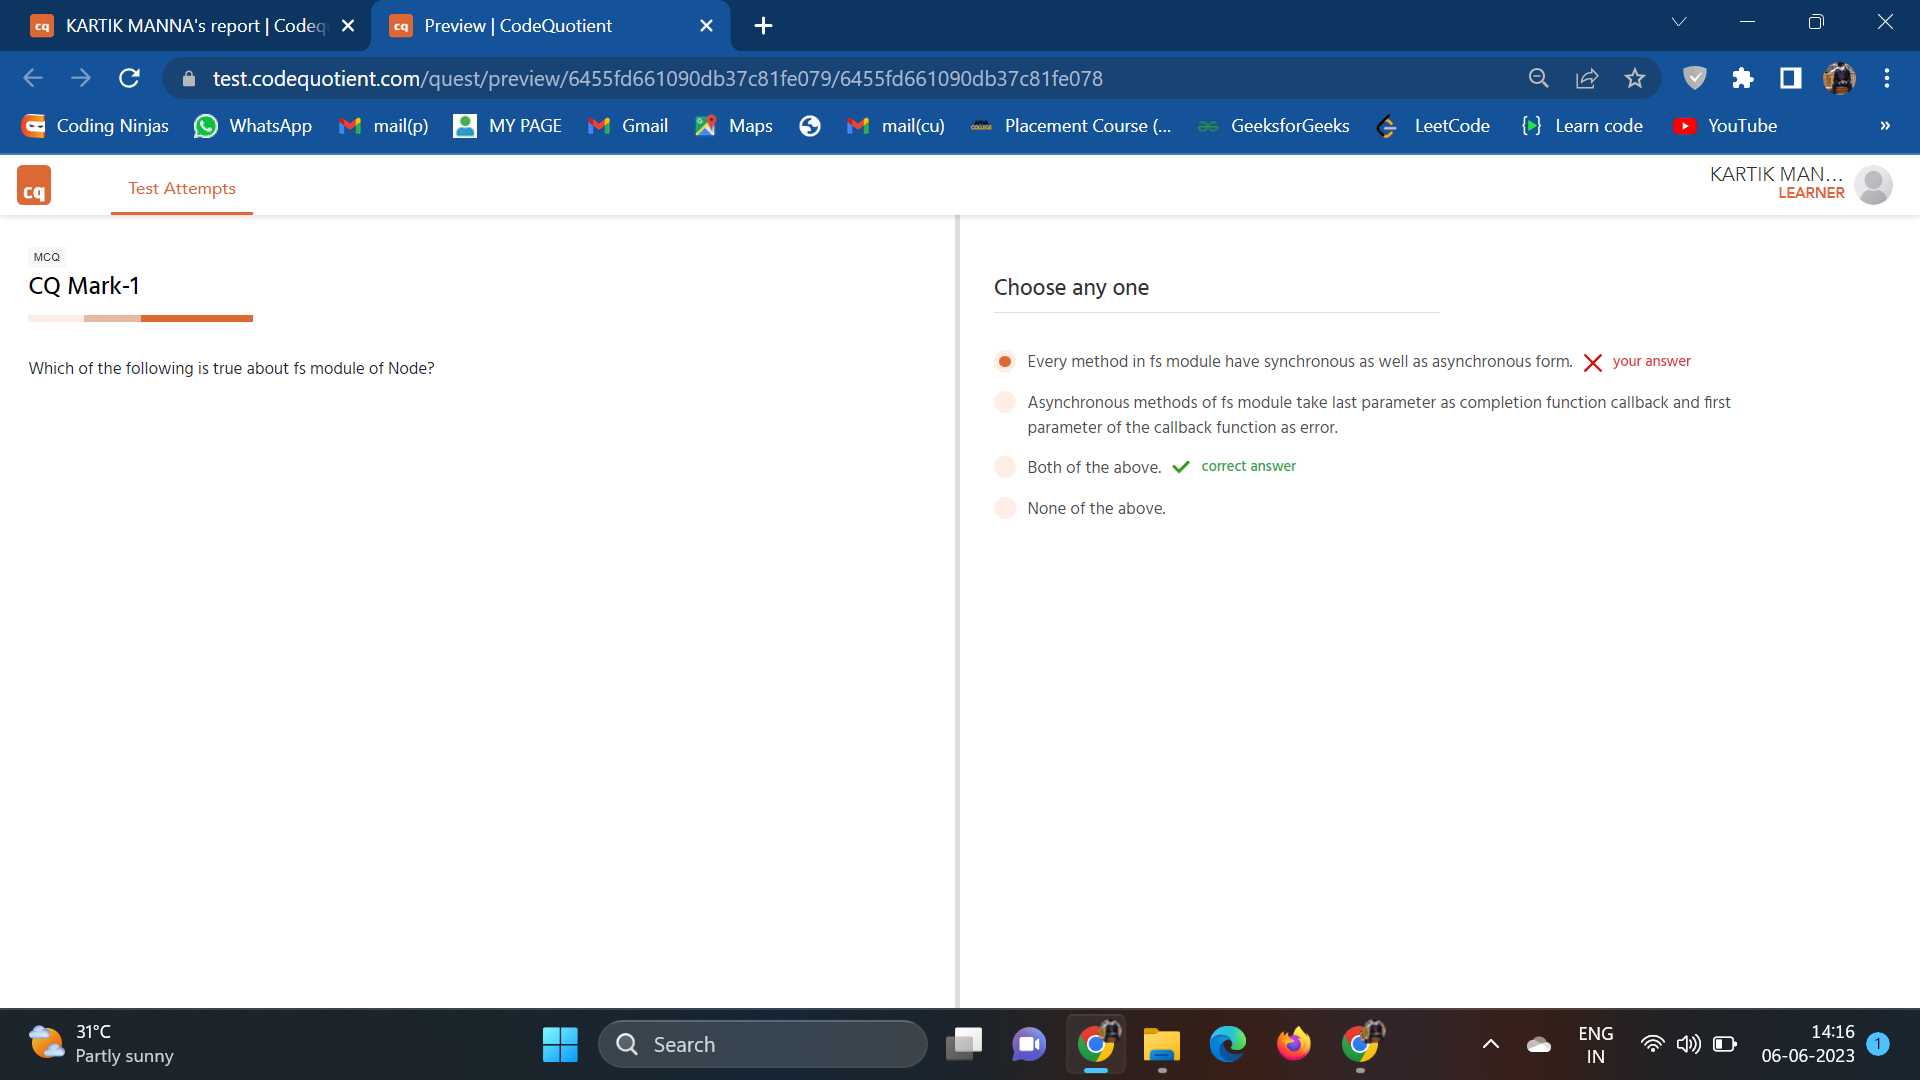 cq KARTIK MANNA's report | Codeq
cq Preview | CodeQuotient
test.codequotient.com/quest/preview/6455fd661090db37c81fe079/6455fd661090db37c81fe078
Coding Ninjas WhatsApp mail(p) MY PAGE Gmail Maps mail(cu) Placement Course (... GeeksforGeeks LeetCode Learn code YouTube »
cq Test Attempts
KARTIK MAN...
LEARNER
MCQ
CQ Mark-1
Which of the following is true about fs module of Node?
Choose any one
Every method in fs module have synchronous as well as asynchronous form. your answer
Asynchronous methods of fs module take last parameter as completion function callback and first
parameter of the callback function as error.
Both of the above. correct answer
None of the above.
31°C
Partly sunny
Search
ENG
IN
14:16
06-06-2023
1